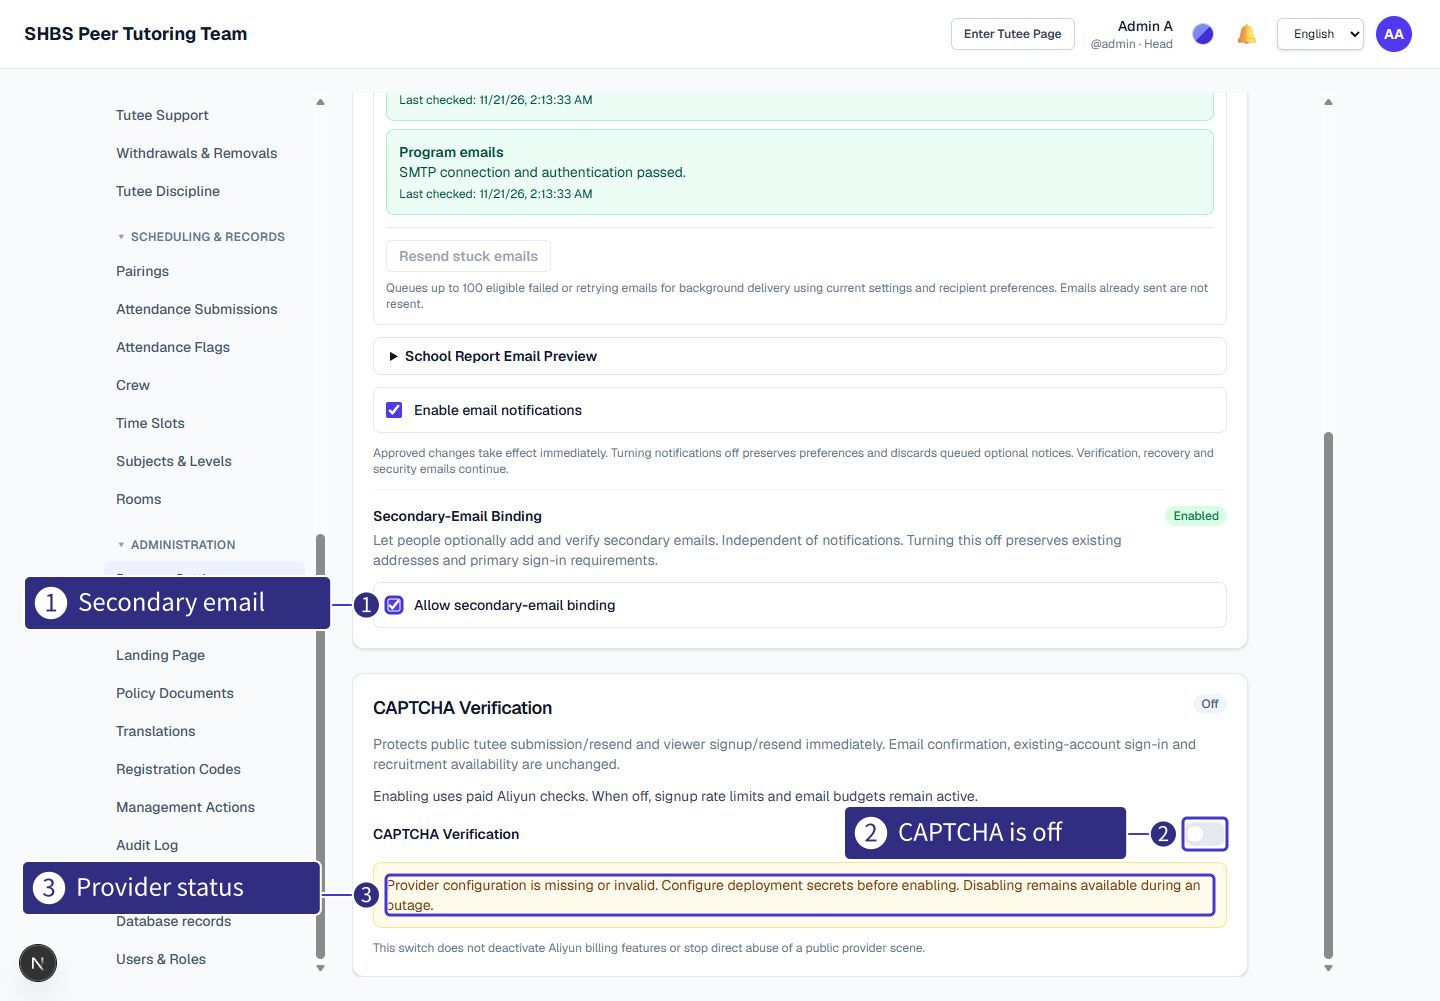 SHBS Peer Tutoring Team
Enter Tutee Page
Admin A
@admin · Head
English
AA
Tutee Support
Withdrawals & Removals
Tutee Discipline
SCHEDULING & RECORDS
Pairings
Attendance Submissions
Attendance Flags
Crew
Time Slots
Subjects & Levels
Rooms
ADMINISTRATION
1 Secondary email
Landing Page
Policy Documents
Translations
Registration Codes
Management Actions
Audit Log
3 Provider status
Database records
Users & Roles
N
Last checked: 11/21/26, 2:13:33 AM
Program emails
SMTP connection and authentication passed.
Last checked: 11/21/26, 2:13:33 AM
Resend stuck emails
Queues up to 100 eligible failed or retrying emails for background delivery using current settings and recipient preferences. Emails already sent are not
resent.
School Report Email Preview
Enable email notifications
Approved changes take effect immediately. Turning notifications off preserves preferences and discards queued optional notices. Verification, recovery and
security emails continue.
Secondary-Email Binding
Enabled
Let people optionally add and verify secondary emails. Independent of notifications. Turning this off preserves existing
addresses and primary sign-in requirements.
1
Allow secondary-email binding
CAPTCHA Verification
Off
Protects public tutee submission/resend and viewer signup/resend immediately. Email confirmation, existing-account sign-in and
recruitment availability are unchanged.
Enabling uses paid Aliyun checks. When off, signup rate limits and email budgets remain active.
CAPTCHA Verification
2 CAPTCHA is off
2
3
Provider configuration is missing or invalid. Configure deployment secrets before enabling. Disabling remains available during an
outage.
This switch does not deactivate Aliyun billing features or stop direct abuse of a public provider scene.